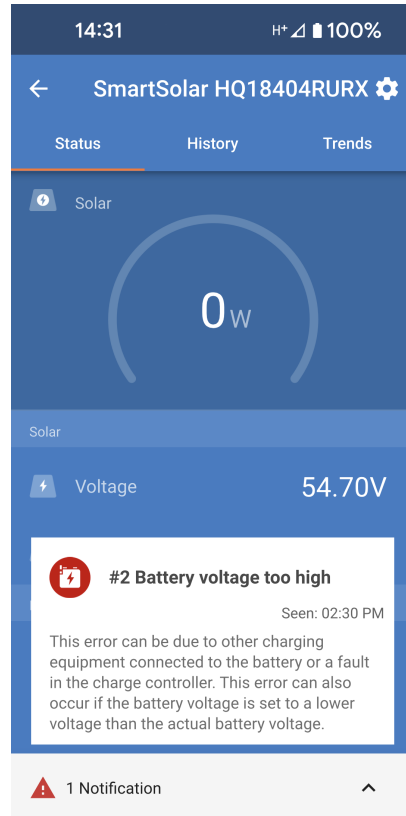 14:31
H+ 100%
SmartSolar HQ18404RURX
Status History Trends
Solar
0W
Solar
Voltage 54.70V
#2 Battery voltage too high
Seen: 02:30 PM
This error can be due to other charging
equipment connected to the battery or a fault
in the charge controller. This error can also
occur if the battery voltage is set to a lower
voltage than the actual battery voltage.
1 Notification